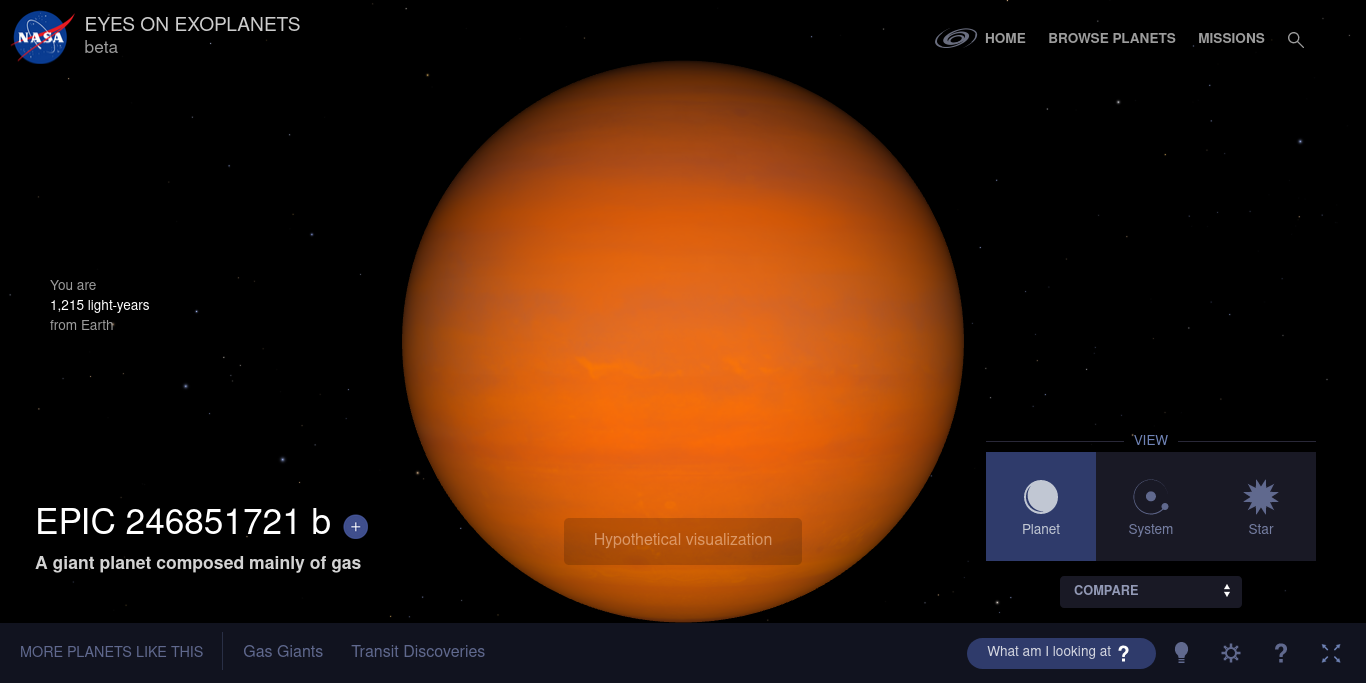 NASA
EYES ON EXOPLANETS
beta
HOME
BROWSE PLANETS
MISSIONS
You are
1,215 light-years
from Earth
VIEW
Planet
System
Star
COMPARE
EPIC 246851721 b +
A giant planet composed mainly of gas
Hypothetical visualization
MORE PLANETS LIKE THIS
Gas Giants
Transit Discoveries
What am I looking at ?
?